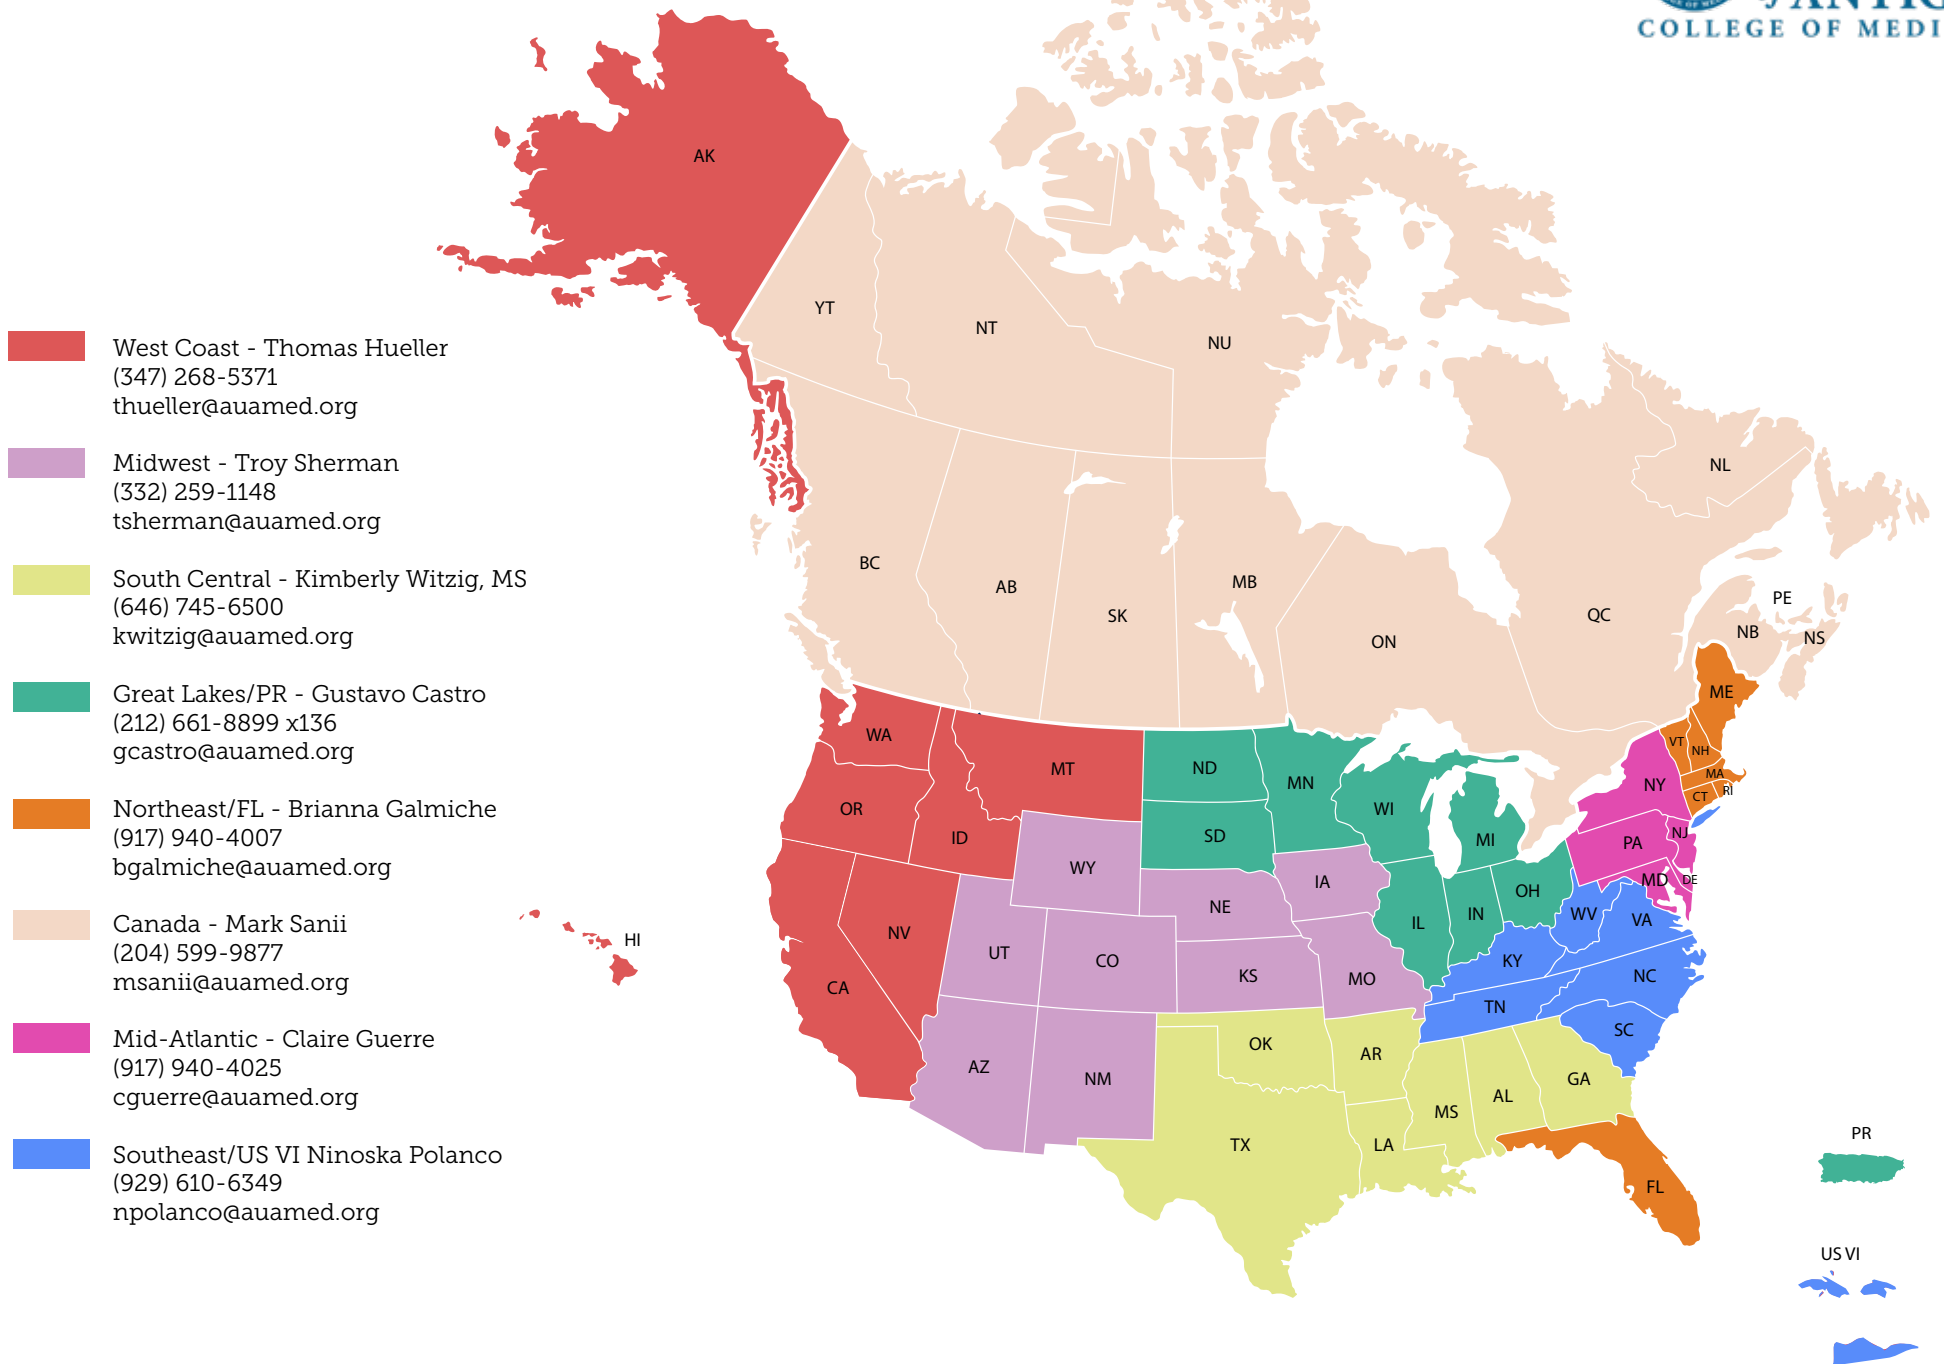 of ANTIG
COLLEGE OF MEDI
West Coast - Thomas Hueller
(347) 268-5371
thueller@auamed.org
Midwest - Troy Sherman
(332) 259-1148
tsherman@auamed.org
South Central - Kimberly Witzig, MS
(646) 745-6500
kwitzig@auamed.org
Great Lakes/PR - Gustavo Castro
(212) 661-8899 x136
gcastro@auamed.org
Northeast/FL - Brianna Galmiche
(917) 940-4007
bgalmiche@auamed.org
Canada - Mark Sanii
(204) 599-9877
msanii@auamed.org
Mid-Atlantic - Claire Guerre
(917) 940-4025
cguerre@auamed.org
Southeast/US VI Ninoska Polanco
(929) 610-6349
npolanco@auamed.org
AK
YT
NT
NU
NL
BC
AB
SK
MB
ON
QC
PE
NB
NS
ME
WA
MT
ND
MN
VT
NH
MA
NY
CT
RI
OR
ID
SD
WI
MI
PA
NJ
WY
IA
MD
DE
NE
OH
HI
NV
UT
CO
IL
IN
WV
VA
CA
KS
MO
KY
NC
TN
SC
AZ
NM
OK
AR
GA
TX
LA
MS
AL
FL
PR
US VI